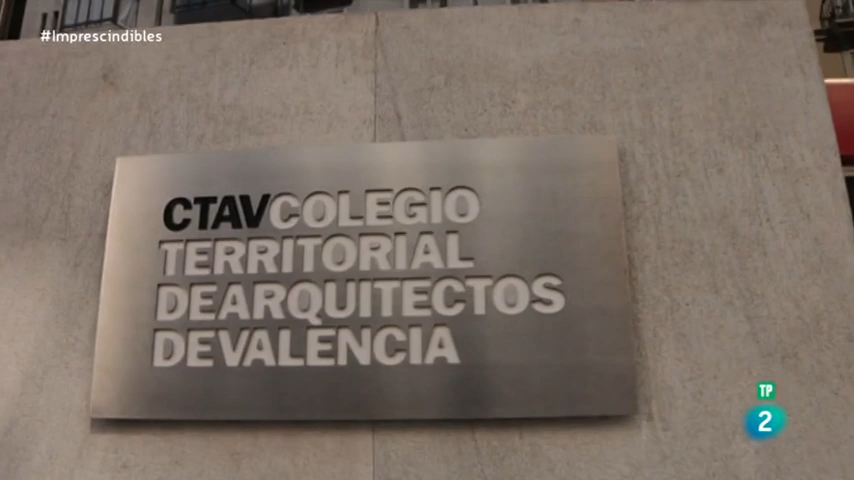 #Imprescindibles
CTAVCOLEGIO
TERRITORIAL
DEARQUITECTOS
DEVALENCIA
TP
2